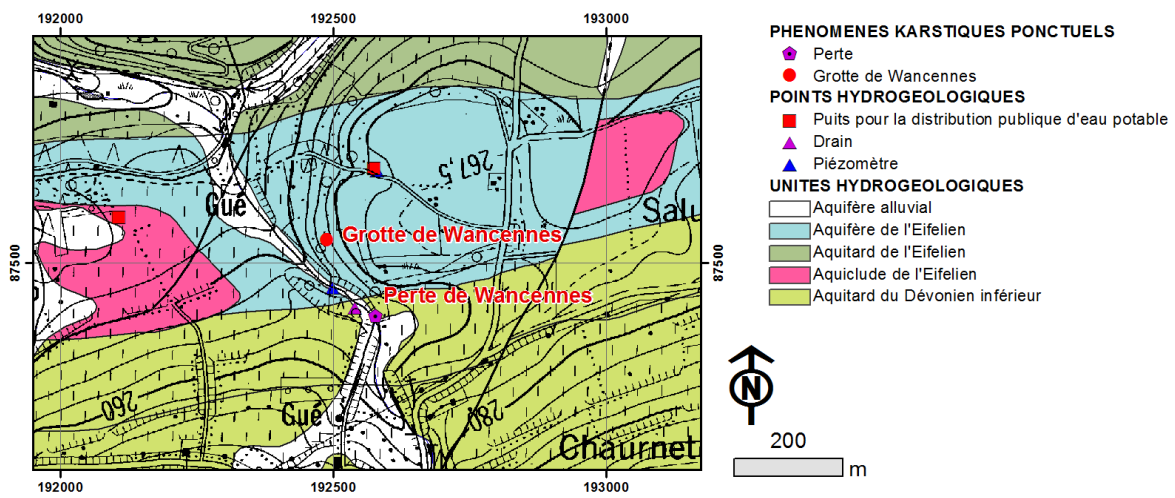 192000 192500 193000
87500 87500
267,5
Gué
Salu
Grotte de Wancennes
Perte de Wancennes
260
Gué
280
Chaurnet
192000 192500 193000
PHENOMENES KARSTIQUES PONCTUELS
Perte
Grotte de Wancennes
POINTS HYDROGEOLOGIQUES
Puits pour la distribution publique d'eau potable
Drain
Piézomètre
UNITES HYDROGEOLOGIQUES
Aquifère alluvial
Aquifère de l'Eifelien
Aquitard de l'Eifelien
Aquiclude de l'Eifelien
Aquitard du Dévonien inférieur
N
200
m